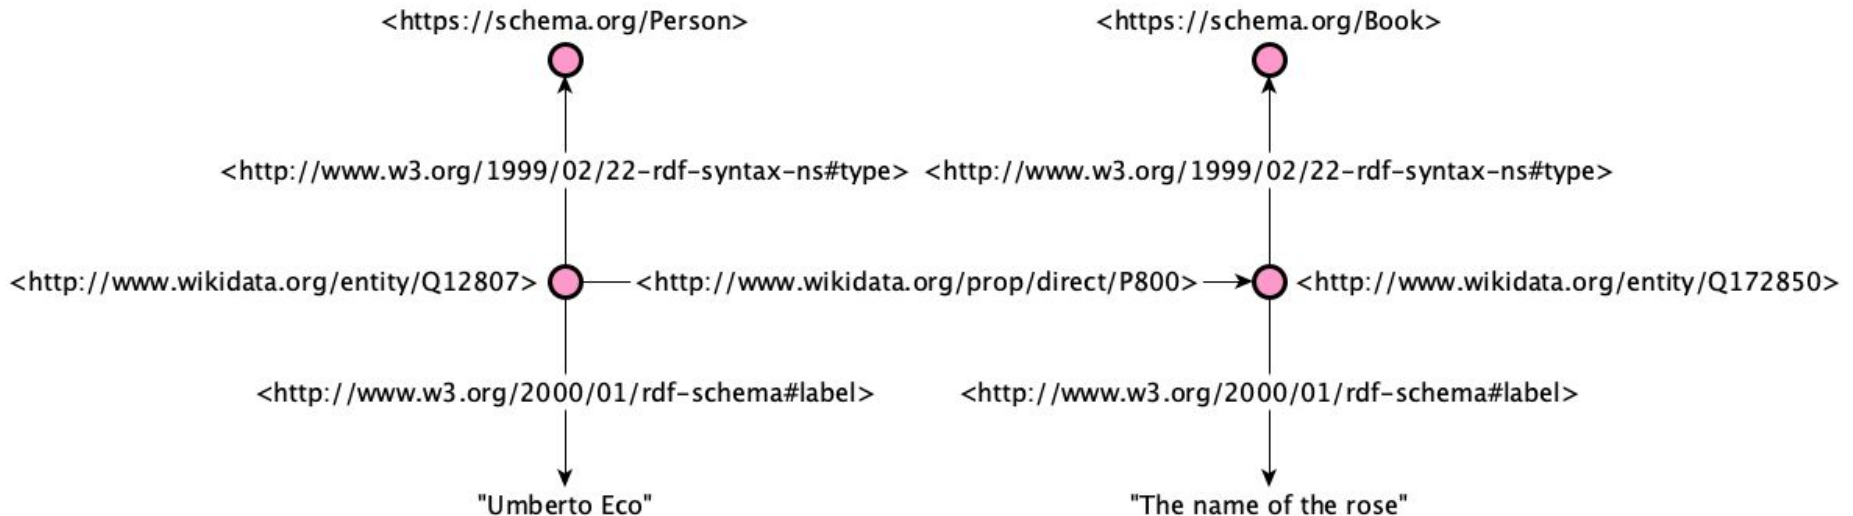 <https://schema.org/Person> <https://schema.org/Book>
<http://www.w3.org/1999/02/22-rdf-syntax-ns#type> <http://www.w3.org/1999/02/22-rdf-syntax-ns#type>
<http://www.wikidata.org/entity/Q12807> <http://www.wikidata.org/prop/direct/P800> <http://www.wikidata.org/entity/Q172850>
<http://www.w3.org/2000/01/rdf-schema#label> <http://www.w3.org/2000/01/rdf-schema#label>
"Umberto Eco" "The name of the rose"